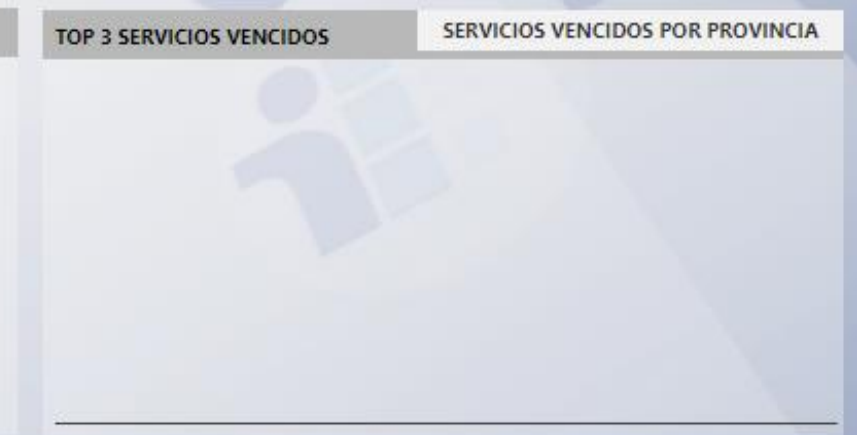 TOP 3 SERVICIOS VENCIDOS
SERVICIOS VENCIDOS POR PROVINCIA